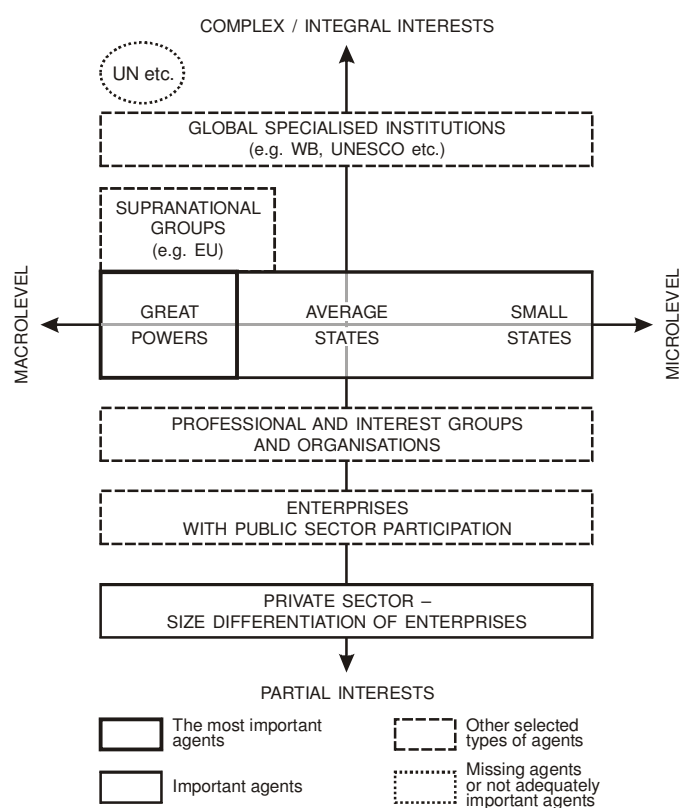 COMPLEX / INTEGRAL INTERESTS
UN etc.
GLOBAL SPECIALISED INSTITUTIONS
(e.g. WB, UNESCO etc.)
SUPRANATIONAL
GROUPS
(e.g. EU)
MACROLEVEL
GREAT
POWERS
AVERAGE
STATES
SMALL
STATES
MICROLEVEL
PROFESSIONAL AND INTEREST GROUPS
AND ORGANISATIONS
ENTERPRISES
WITH PUBLIC SECTOR PARTICIPATION
PRIVATE SECTOR –
SIZE DIFFERENTIATION OF ENTERPRISES
PARTIAL INTERESTS
The most important
agents
Other selected
types of agents
Important agents
Missing agents
or not adequately
important agents